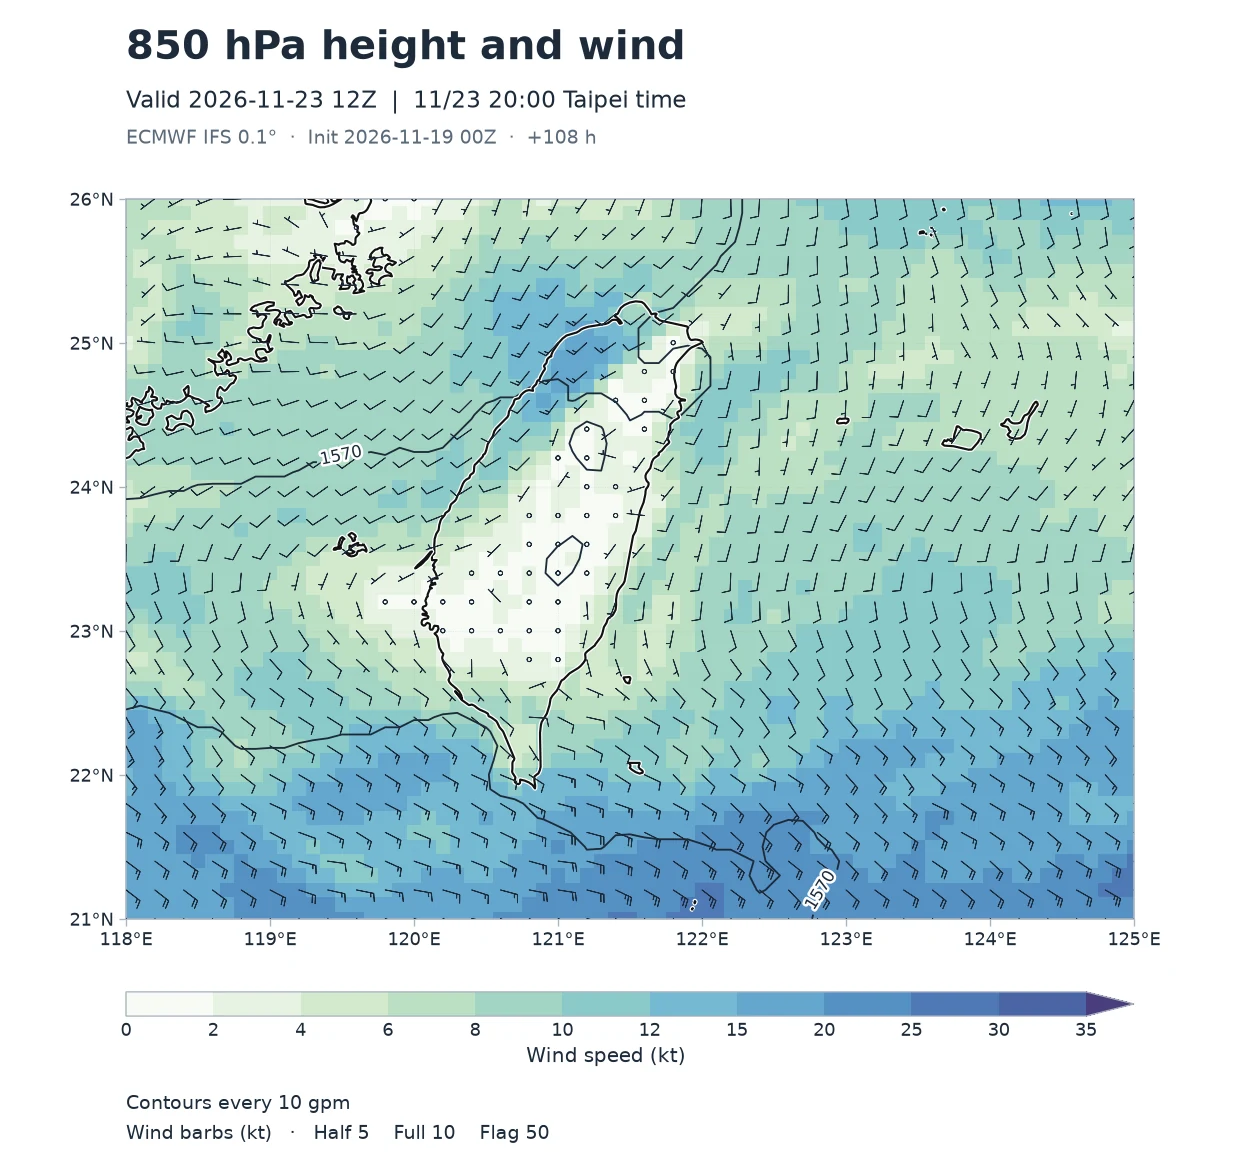 850 hPa height and wind
Valid 2026-11-23 12Z | 11/23 20:00 Taipei time
ECMWF IFS 0.1° · Init 2026-11-19 00Z · +108 h
26°N
25°N
24°N
23°N
22°N
21°N
1570
1570
118°E 119°E 120°E 121°E 122°E 123°E 124°E 125°E
0 2 4 6 8 10 12 15 20 25 30 35
Wind speed (kt)
Contours every 10 gpm
Wind barbs (kt) · Half 5 Full 10 Flag 50